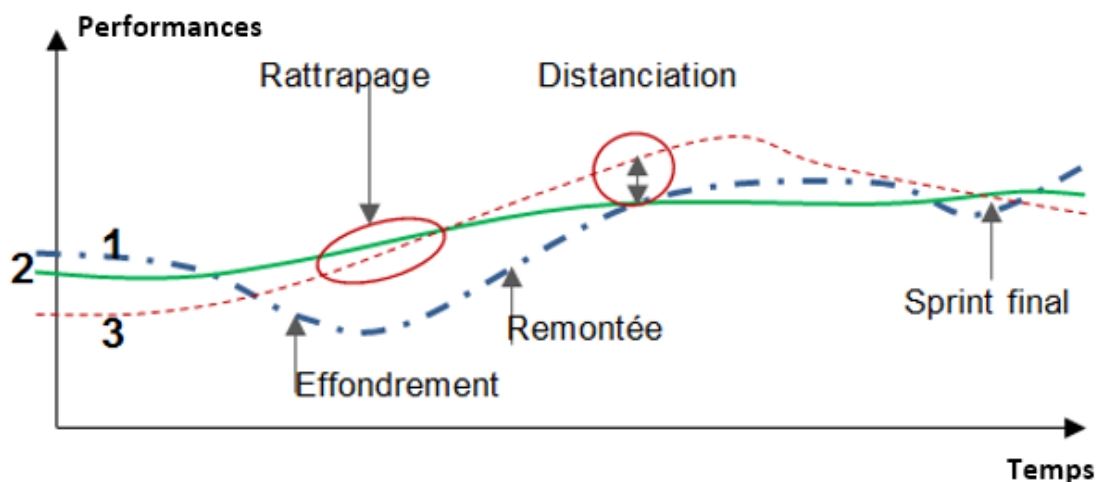 Performances
Rattrapage
Distanciation
1
2
3
Remontée
Sprint final
Effondrement
Temps